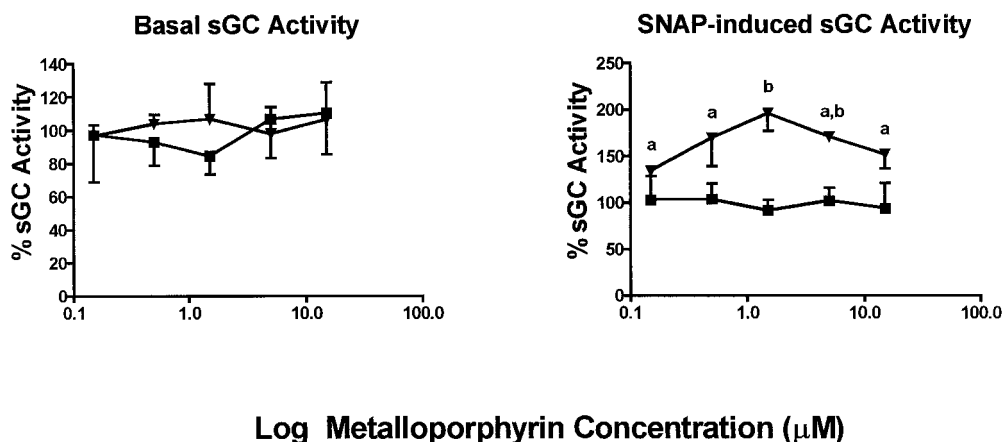 Basal sGC Activity
% sGC Activity
140
120
100
80
60
40
20
0
0.1
1.0
10.0
100.0
SNAP-induced sGC Activity
% sGC Activity
250
200
150
100
50
0
a
a
b
a,b
a
0.1
1.0
10.0
100.0
Log Metalloporphyrin Concentration (μM)